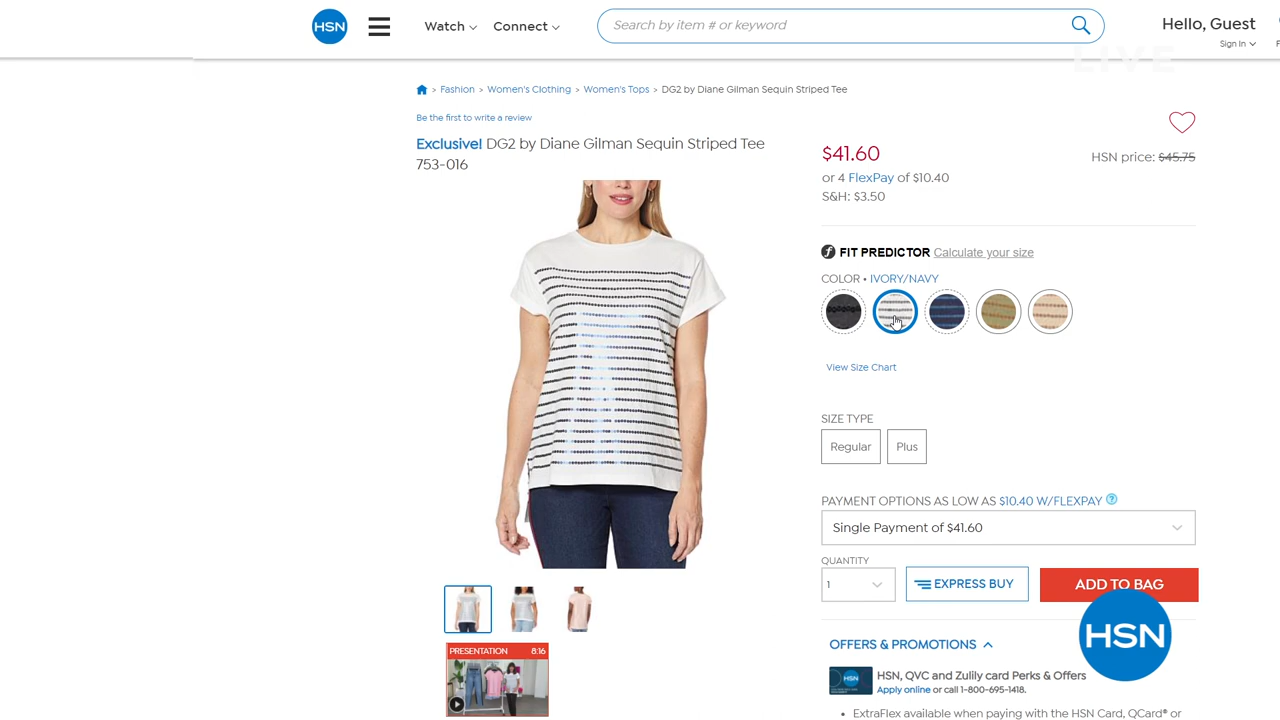 HSN
Watch
Connect
Search by item # or keyword
Hello, Guest
Sign In
LIVE
> Fashion > Women's Clothing > Women's Tops > DG2 by Diane Gilman Sequin Striped Tee
Be the first to write a review
Exclusive! DG2 by Diane Gilman Sequin Striped Tee
753-016
$41.60
HSN price: $45.75
or 4 FlexPay of $10.40
S&H: $3.50
FIT PREDICTOR Calculate your size
COLOR • IVORY/NAVY
View Size Chart
SIZE TYPE
Regular
Plus
PAYMENT OPTIONS AS LOW AS $10.40 W/FLEXPAY ?
Single Payment of $41.60
QUANTITY
1
EXPRESS BUY
ADD TO BAG
HSN
OFFERS & PROMOTIONS
HSN
HSN, QVC and Zulily card Perks & Offers
Apply online or call 1-800-695-1418.
• ExtraFlex available when paying with the HSN Card, QCard® or
PRESENTATION 8:16